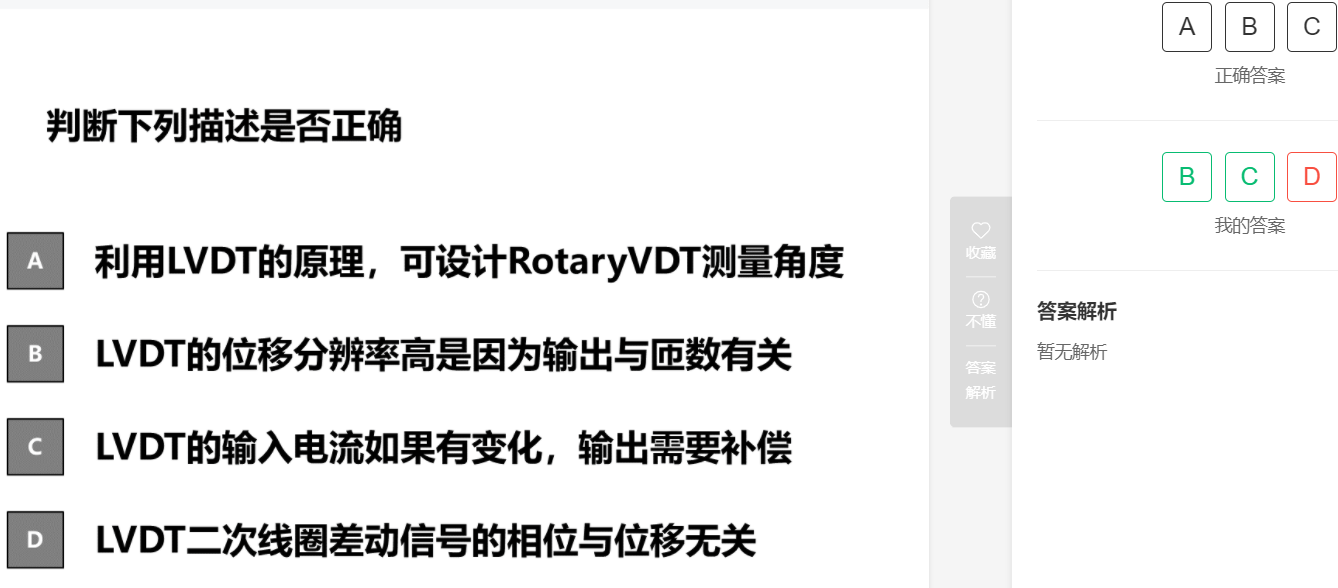 判断下列描述是否正确
A 利用LVDT的原理，可设计RotaryVDT测量角度
B LVDT的位移分辨率高是因为输出与匝数有关
C LVDT的输入电流如果有变化，输出需要补偿
D LVDT二次线圈差动信号的相位与位移无关
收藏
不懂
答案
解析
A B C
正确答案
B C D
我的答案
答案解析
暂无解析